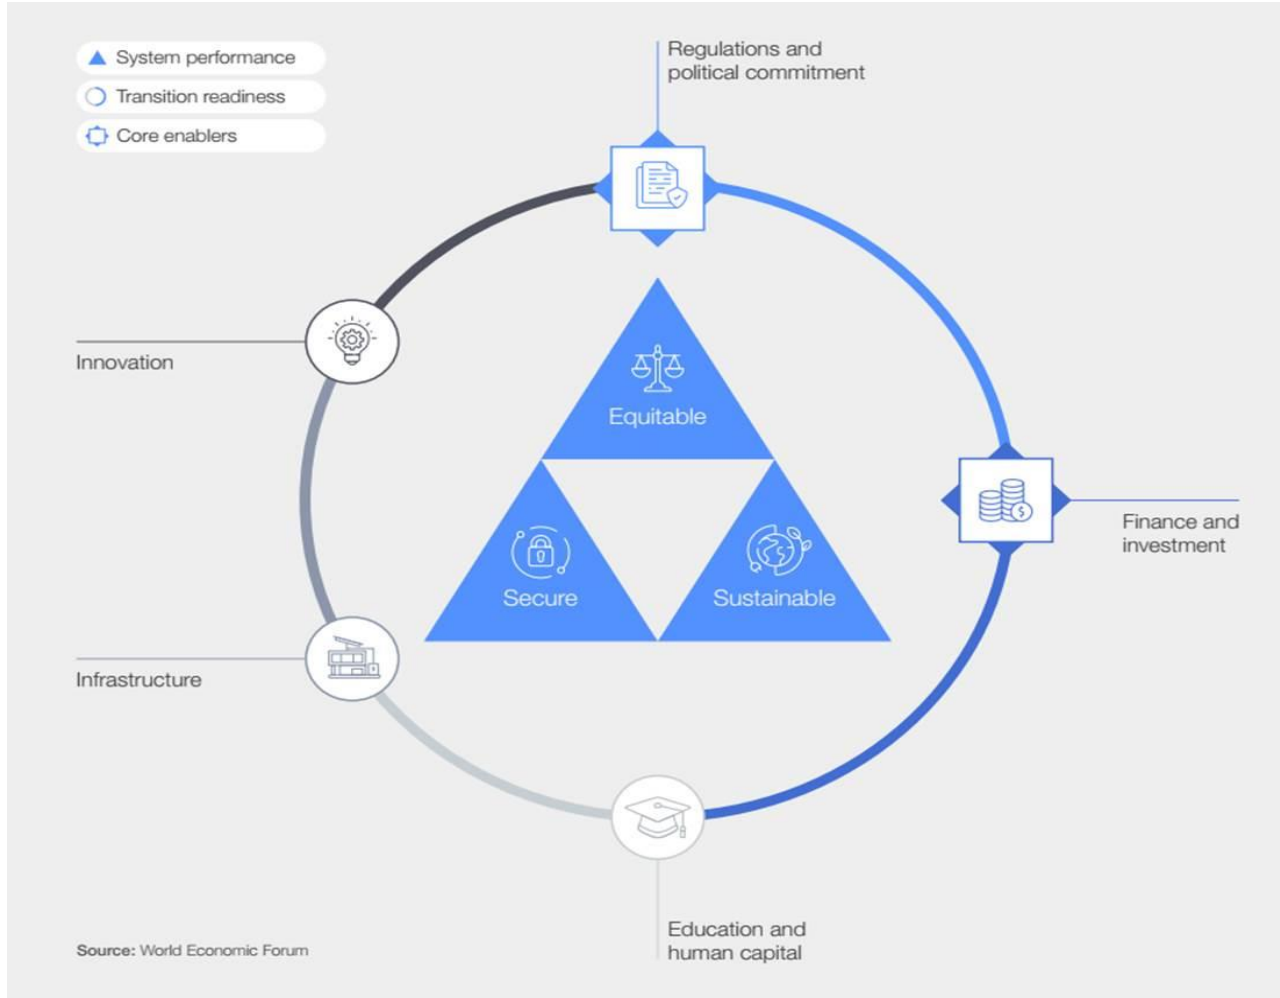 System performance
Transition readiness
Core enablers
Regulations and
political commitment
Innovation
Equitable
Finance and
investment
Secure
Sustainable
Infrastructure
Education and
human capital
Source: World Economic Forum